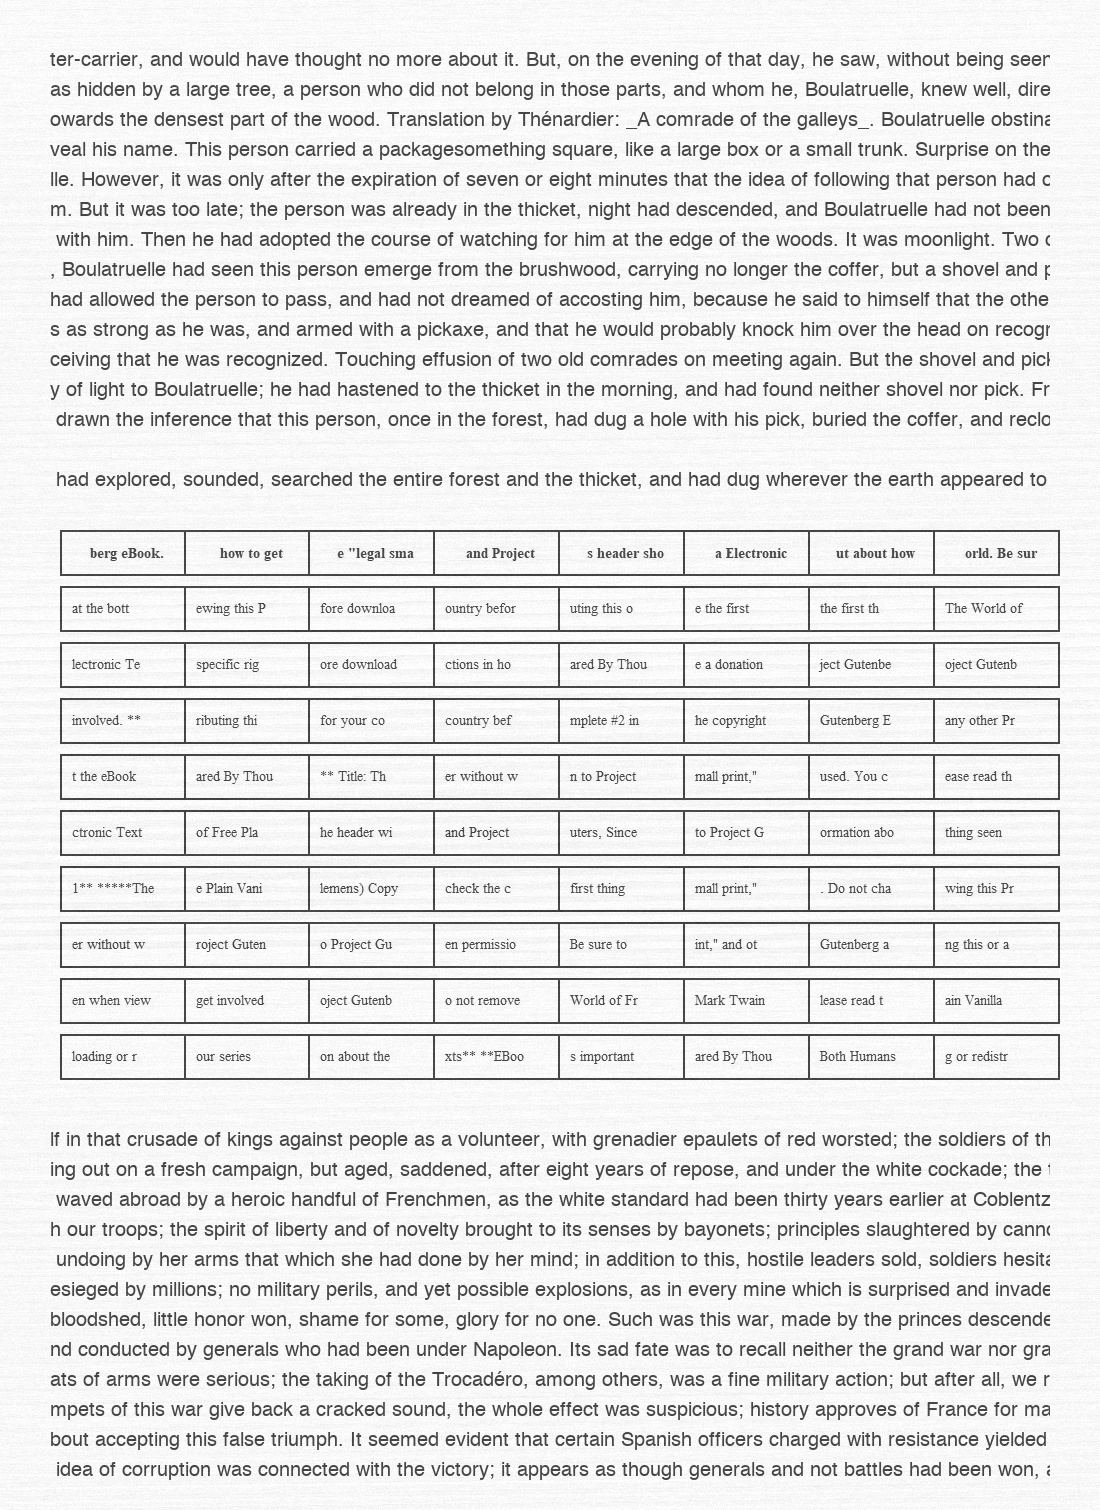 ter-carrier, and would have thought no more about it. But, on the evening of that day, he saw, without being seen
as hidden by a large tree, a person who did not belong in those parts, and whom he, Boulatruelle, knew well, dire
owards the densest part of the wood. Translation by Thénardier: _A comrade of the galleys_. Boulatruelle obstina
veal his name. This person carried a packagesomething square, like a large box or a small trunk. Surprise on the
lle. However, it was only after the expiration of seven or eight minutes that the idea of following that person had
m. But it was too late; the person was already in the thicket, night had descended, and Boulatruelle had not been
with him. Then he had adopted the course of watching for him at the edge of the woods. It was moonlight. Two
, Boulatruelle had seen this person emerge from the brushwood, carrying no longer the coffer, but a shovel and
had allowed the person to pass, and had not dreamed of accosting him, because he said to himself that the othe
s as strong as he was, and armed with a pickaxe, and that he would probably knock him over the head on recogr
ceiving that he was recognized. Touching effusion of two old comrades on meeting again. But the shovel and pick
y of light to Boulatruelle; he had hastened to the thicket in the morning, and had found neither shovel nor pick. Fr
drawn the inference that this person, once in the forest, had dug a hole with his pick, buried the coffer, and reclo
had explored, sounded, searched the entire forest and the thicket, and had dug wherever the earth appeared to
berg eBook. how to get e "legal sma and Project s header sho a Electronic ut about how orld. Be sur
at the bott ewing this P fore downloa ountry befor uting this o e the first the first th The World of
lectronic Te specific rig ore download ctions in ho ared By Thou e a donation ject Gutenbe oject Gutenb
involved. ** ributing thi for your co country bef mplete #2 in he copyright Gutenberg E any other Pr
t the eBook ared By Thou ** Title: Th er without w n to Project mall print," used. You c ease read th
ctronic Text of Free Pla he header wi and Project uters, Since to Project G ormation abo thing seen
1** *****The e Plain Vani lemens) Copy check the c first thing mall print," . Do not cha wing this Pr
er without w roject Guten o Project Gu en permissio Be sure to int," and ot Gutenberg a ng this or a
en when view get involved oject Gutenb o not remove World of Fr Mark Twain lease read t ain Vanilla
loading or r our series on about the xts** **EBoo s important ared By Thou Both Humans g or redistr
lf in that crusade of kings against people as a volunteer, with grenadier epaulets of red worsted; the soldiers of th
ing out on a fresh campaign, but aged, saddened, after eight years of repose, and under the white cockade; the
waved abroad by a heroic handful of Frenchmen, as the white standard had been thirty years earlier at Coblentz
h our troops; the spirit of liberty and of novelty brought to its senses by bayonets; principles slaughtered by canno
undoing by her arms that which she had done by her mind; in addition to this, hostile leaders sold, soldiers hesita
esieged by millions; no military perils, and yet possible explosions, as in every mine which is surprised and invade
bloodshed, little honor won, shame for some, glory for no one. Such was this war, made by the princes descende
nd conducted by generals who had been under Napoleon. Its sad fate was to recall neither the grand war nor gra
ats of arms were serious; the taking of the Trocadéro, among others, was a fine military action; but after all, we r
mpets of this war give back a cracked sound, the whole effect was suspicious; history approves of France for ma
bout accepting this false triumph. It seemed evident that certain Spanish officers charged with resistance yielded
idea of corruption was connected with the victory; it appears as though generals and not battles had been won,